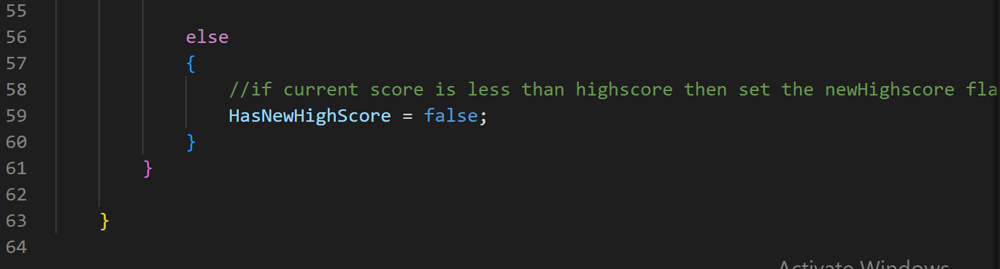 55
56 else
57 {
58 //if current score is less than highscore then set the newHighscore fla
59 HasNewHighScore = false;
60 }
61 }
62
63 }
64
Activate Windows